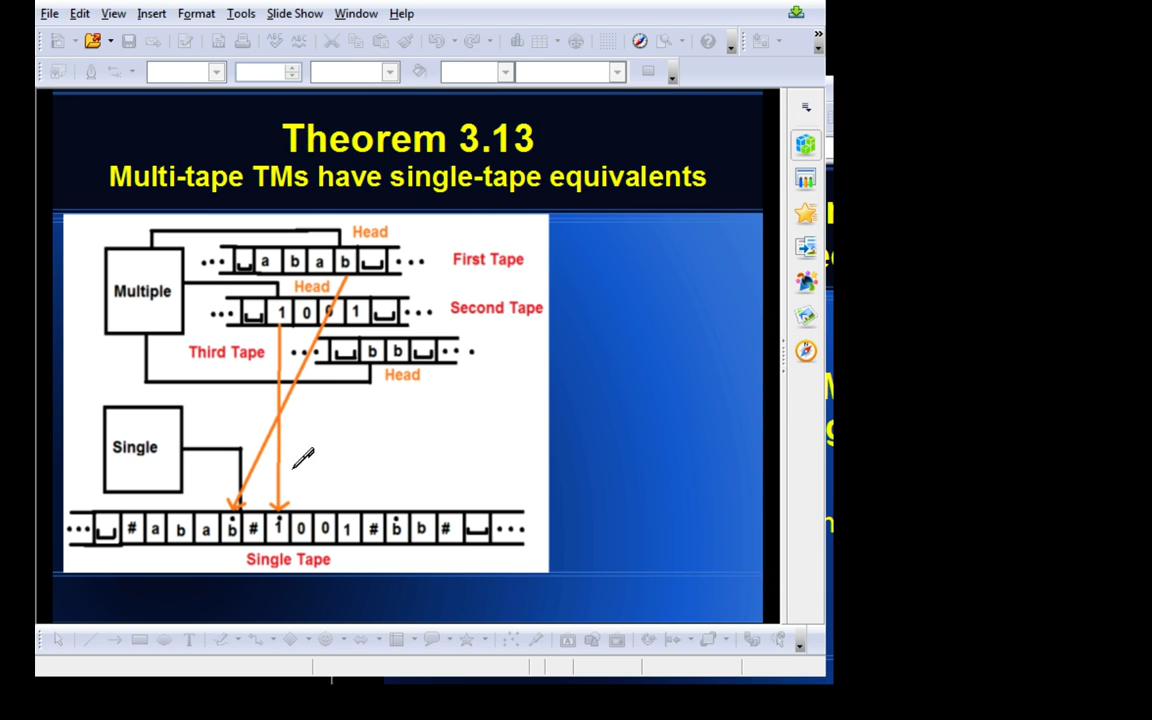 File Edit View Insert Format Tools Slide Show Window Help
Theorem 3.13
Multi-tape TMs have single-tape equivalents
Head
••• ␣ a b a b ␣ ••• First Tape
Multiple
Head
••• ␣ 1 0 0 1 ␣ ••• Second Tape
Third Tape ••• ␣ b b ␣ •••
Head
Single
••• ␣ # a b a ḃ # 1̇ 0 0 1 # ḃ b # ␣ •••
Single Tape